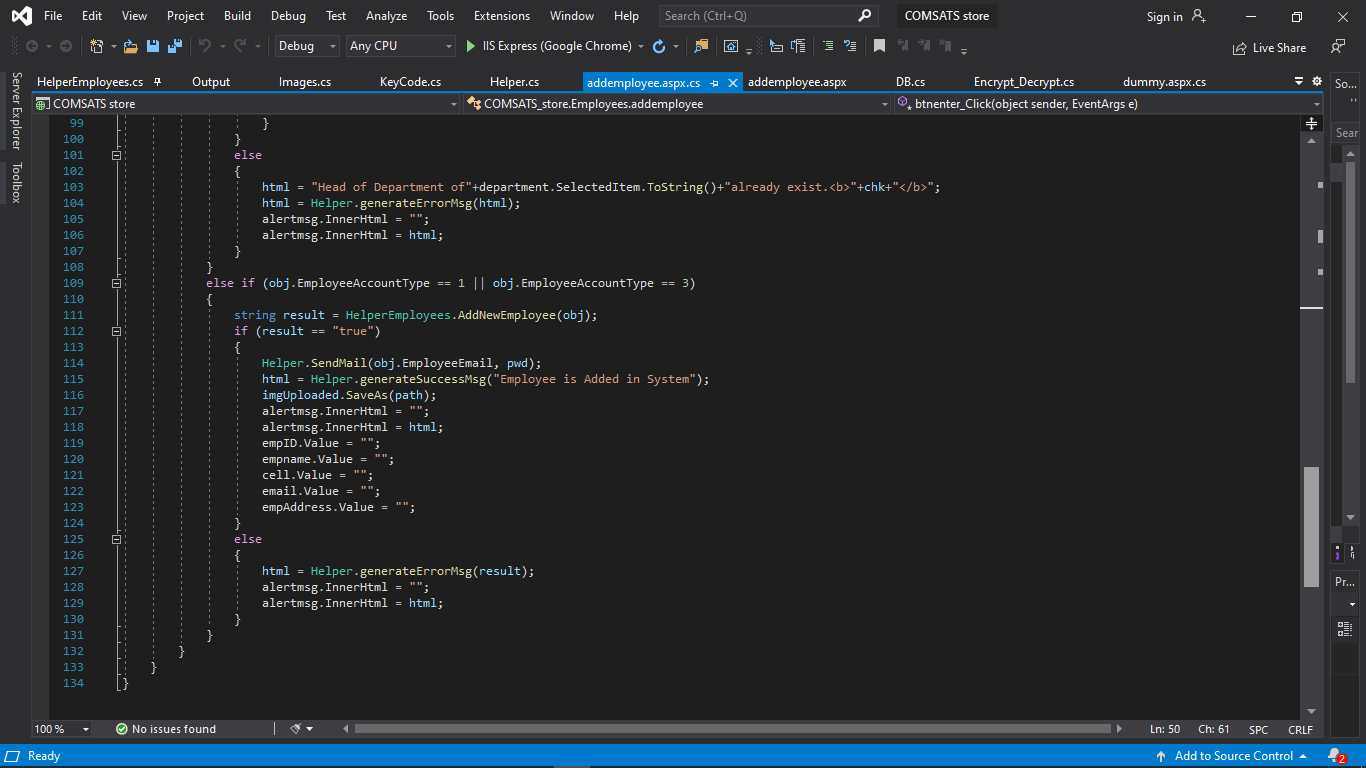 File Edit View Project Build Debug Test Analyze Tools Extensions Window Help Search (Ctrl+Q) COMSATS store Sign in
Debug Any CPU IIS Express (Google Chrome) Live Share
HelperEmployees.cs Output Images.cs KeyCode.cs Helper.cs addemployee.aspx.cs addemployee.aspx DB.cs Encrypt_Decrypt.cs dummy.aspx.cs So...
COMSATS store COMSATS_store.Employees.addemployee btnenter_Click(object sender, EventArgs e)
Server Explorer
Toolbox
Sear
99 }
100 }
101 else
102 {
103 html = "Head of Department of"+department.SelectedItem.ToString()+"already exist.<b>"+chk+"</b>";
104 html = Helper.generateErrorMsg(html);
105 alertmsg.InnerHtml = "";
106 alertmsg.InnerHtml = html;
107 }
108 }
109 else if (obj.EmployeeAccountType == 1 || obj.EmployeeAccountType == 3)
110 {
111 string result = HelperEmployees.AddNewEmployee(obj);
112 if (result == "true")
113 {
114 Helper.SendMail(obj.EmployeeEmail, pwd);
115 html = Helper.generateSuccessMsg("Employee is Added in System");
116 imgUploaded.SaveAs(path);
117 alertmsg.InnerHtml = "";
118 alertmsg.InnerHtml = html;
119 empID.Value = "";
120 empname.Value = "";
121 cell.Value = "";
122 email.Value = "";
123 empAddress.Value = "";
124 }
125 else
126 {
127 html = Helper.generateErrorMsg(result);
128 alertmsg.InnerHtml = "";
129 alertmsg.InnerHtml = html;
130 }
131 }
132 }
133 }
134 }
Pr...
100 % No issues found Ln: 50 Ch: 61 SPC CRLF
Ready Add to Source Control 2